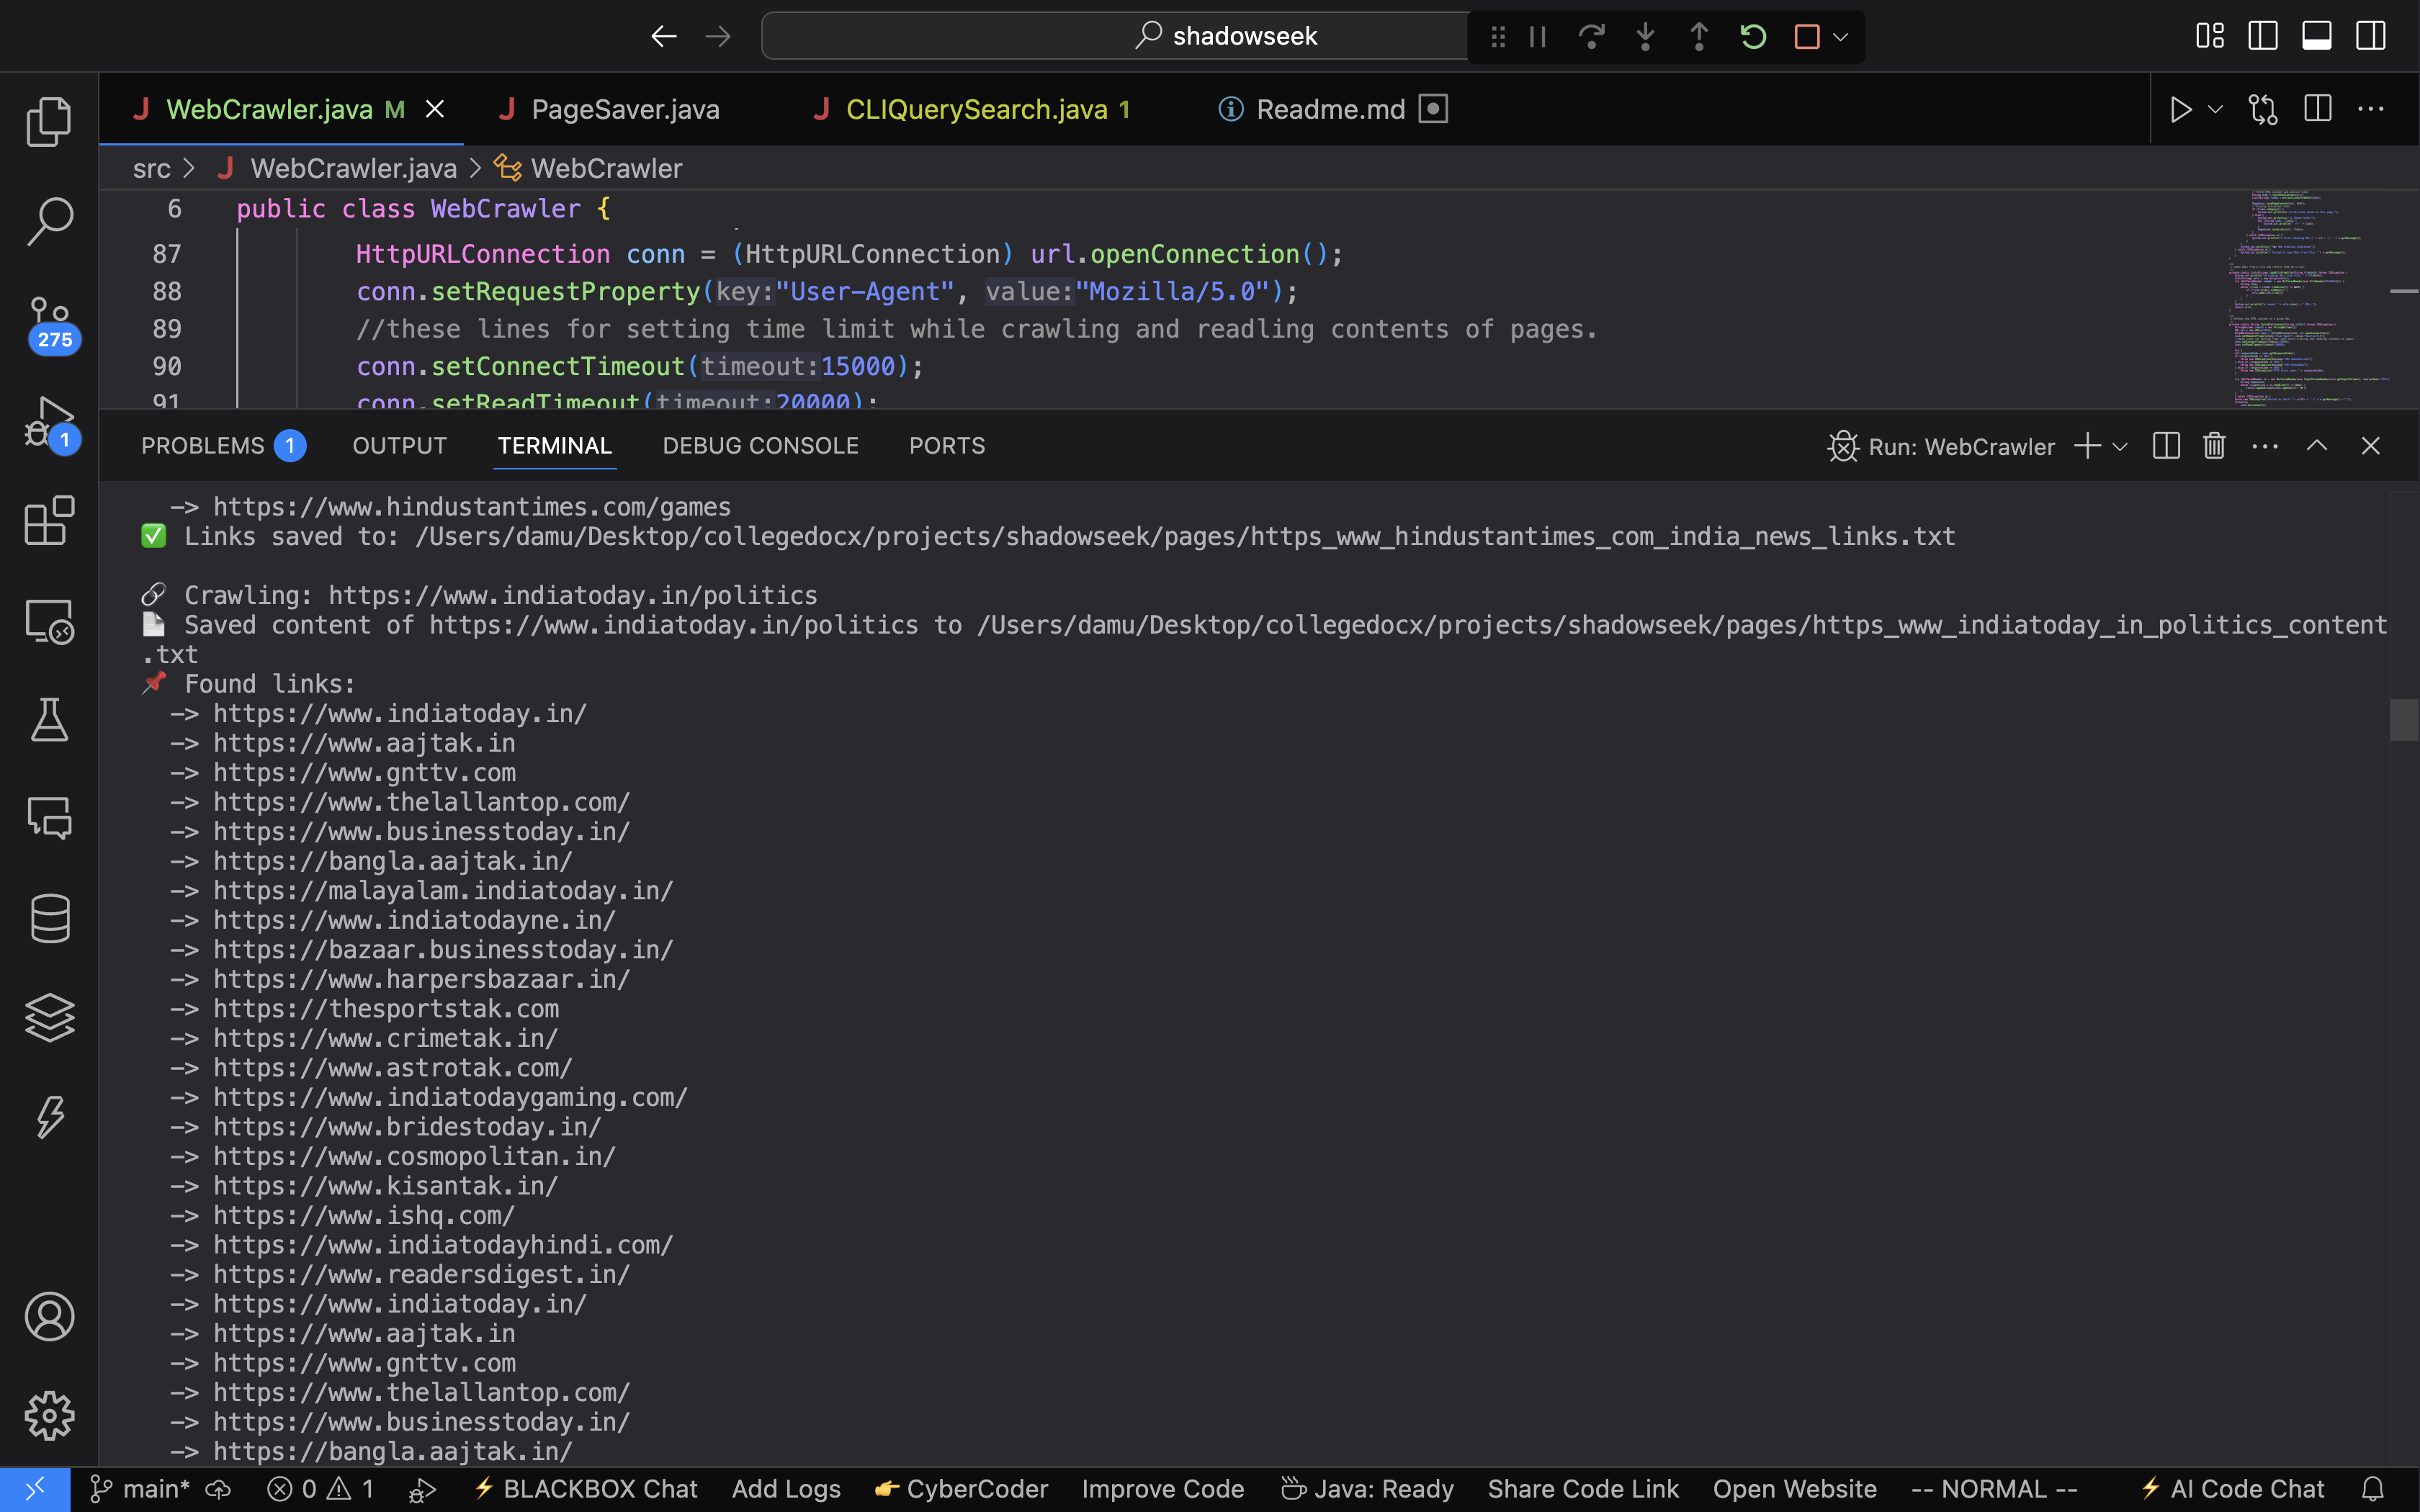 shadowseek
WebCrawler.java M
PageSaver.java
CLIQuerySearch.java 1
Readme.md
src > WebCrawler.java > WebCrawler
6 public class WebCrawler {
87 HttpURLConnection conn = (HttpURLConnection) url.openConnection();
88 conn.setRequestProperty(key:"User-Agent", value:"Mozilla/5.0");
89 //these lines for setting time limit while crawling and readling contents of pages.
90 conn.setConnectTimeout(timeout:15000);
91 conn.setReadTimeout(timeout:20000);
275
1
PROBLEMS 1 OUTPUT TERMINAL DEBUG CONSOLE PORTS
Run: WebCrawler
-> https://www.hindustantimes.com/games
✅ Links saved to: /Users/damu/Desktop/collegedocx/projects/shadowseek/pages/https_www_hindustantimes_com_india_news_links.txt
🔗 Crawling: https://www.indiatoday.in/politics
📄 Saved content of https://www.indiatoday.in/politics to /Users/damu/Desktop/collegedocx/projects/shadowseek/pages/https_www_indiatoday_in_politics_content
.txt
📌 Found links:
-> https://www.indiatoday.in/
-> https://www.aajtak.in
-> https://www.gnttv.com
-> https://www.thelallantop.com/
-> https://www.businesstoday.in/
-> https://bangla.aajtak.in/
-> https://malayalam.indiatoday.in/
-> https://www.indiatodayne.in/
-> https://bazaar.businesstoday.in/
-> https://www.harpersbazaar.in/
-> https://thesportstak.com
-> https://www.crimetak.in/
-> https://www.astrotak.com/
-> https://www.indiatodaygaming.com/
-> https://www.bridestoday.in/
-> https://www.cosmopolitan.in/
-> https://www.kisantak.in/
-> https://www.ishq.com/
-> https://www.indiatodayhindi.com/
-> https://www.readersdigest.in/
-> https://www.indiatoday.in/
-> https://www.aajtak.in
-> https://www.gnttv.com
-> https://www.thelallantop.com/
-> https://www.businesstoday.in/
-> https://bangla.aajtak.in/
main* 0 1 ⚡ BLACKBOX Chat Add Logs 👉 CyberCoder Improve Code Java: Ready Share Code Link Open Website -- NORMAL -- ⚡ AI Code Chat